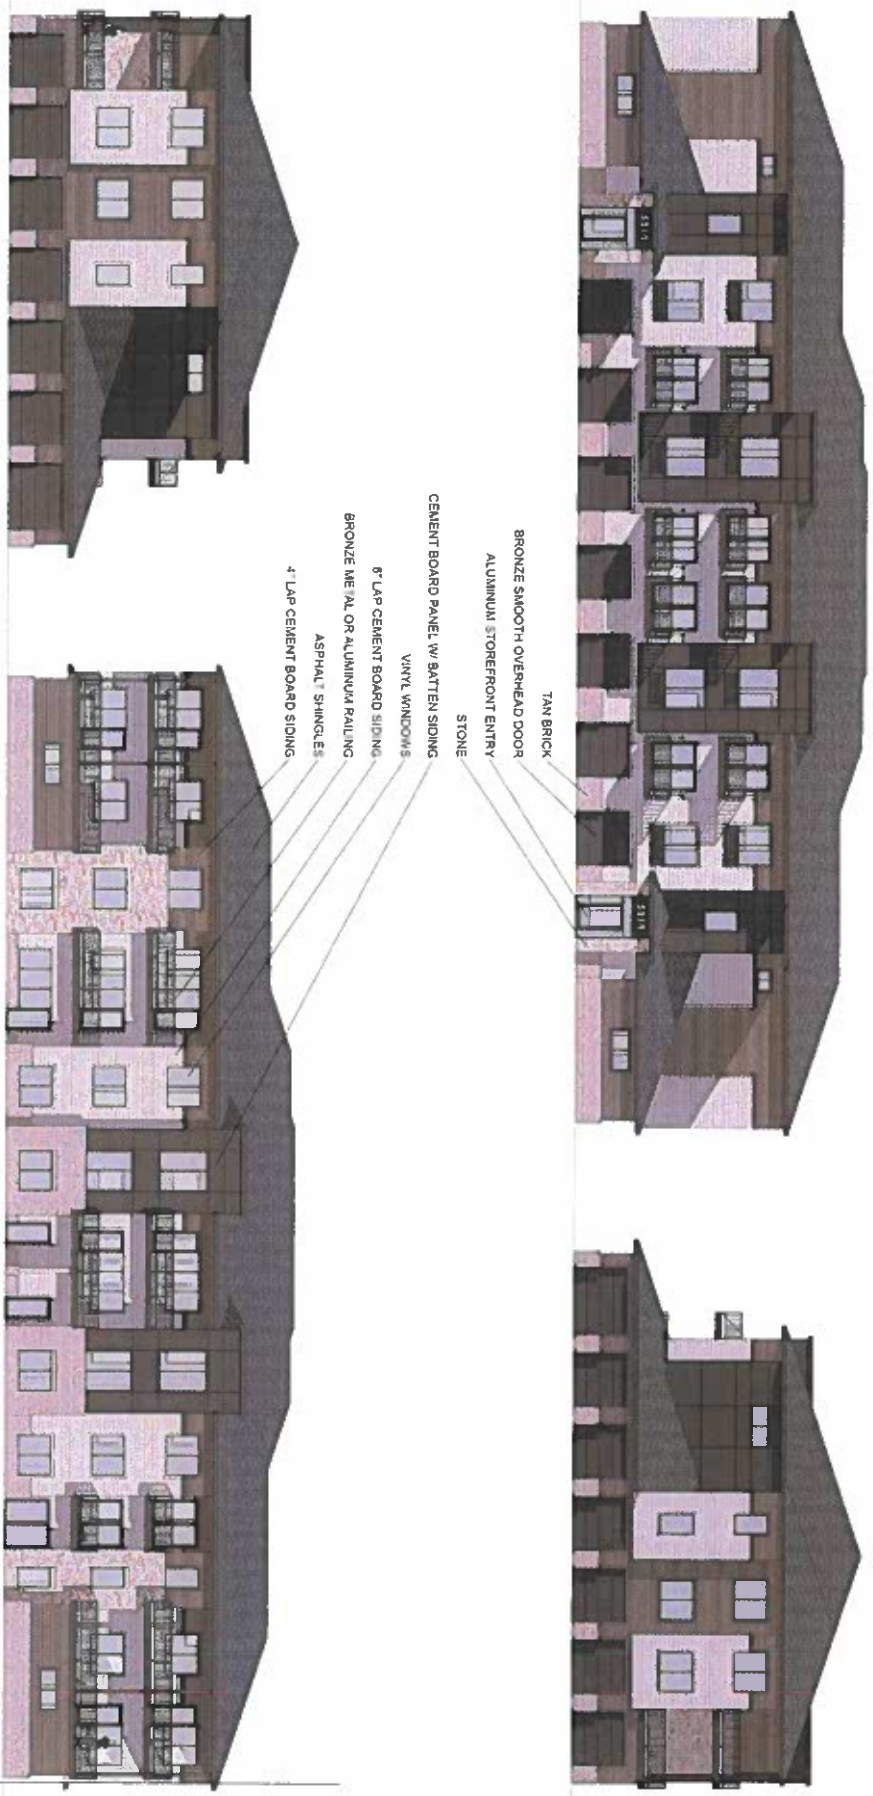 TAN BRICK
BRONZE SMOOTH OVERHEAD DOOR
ALUMINUM STOREFRONT ENTRY
STONE
CEMENT BOARD PANEL W/ BATTEN SIDING
VINYL WINDOWS
LAP CEMENT BOARD SIDING
BRONZE METAL OR ALUMINUM RAILING
ASPHALT SHINGLES
4" LAP CEMENT BOARD SIDING